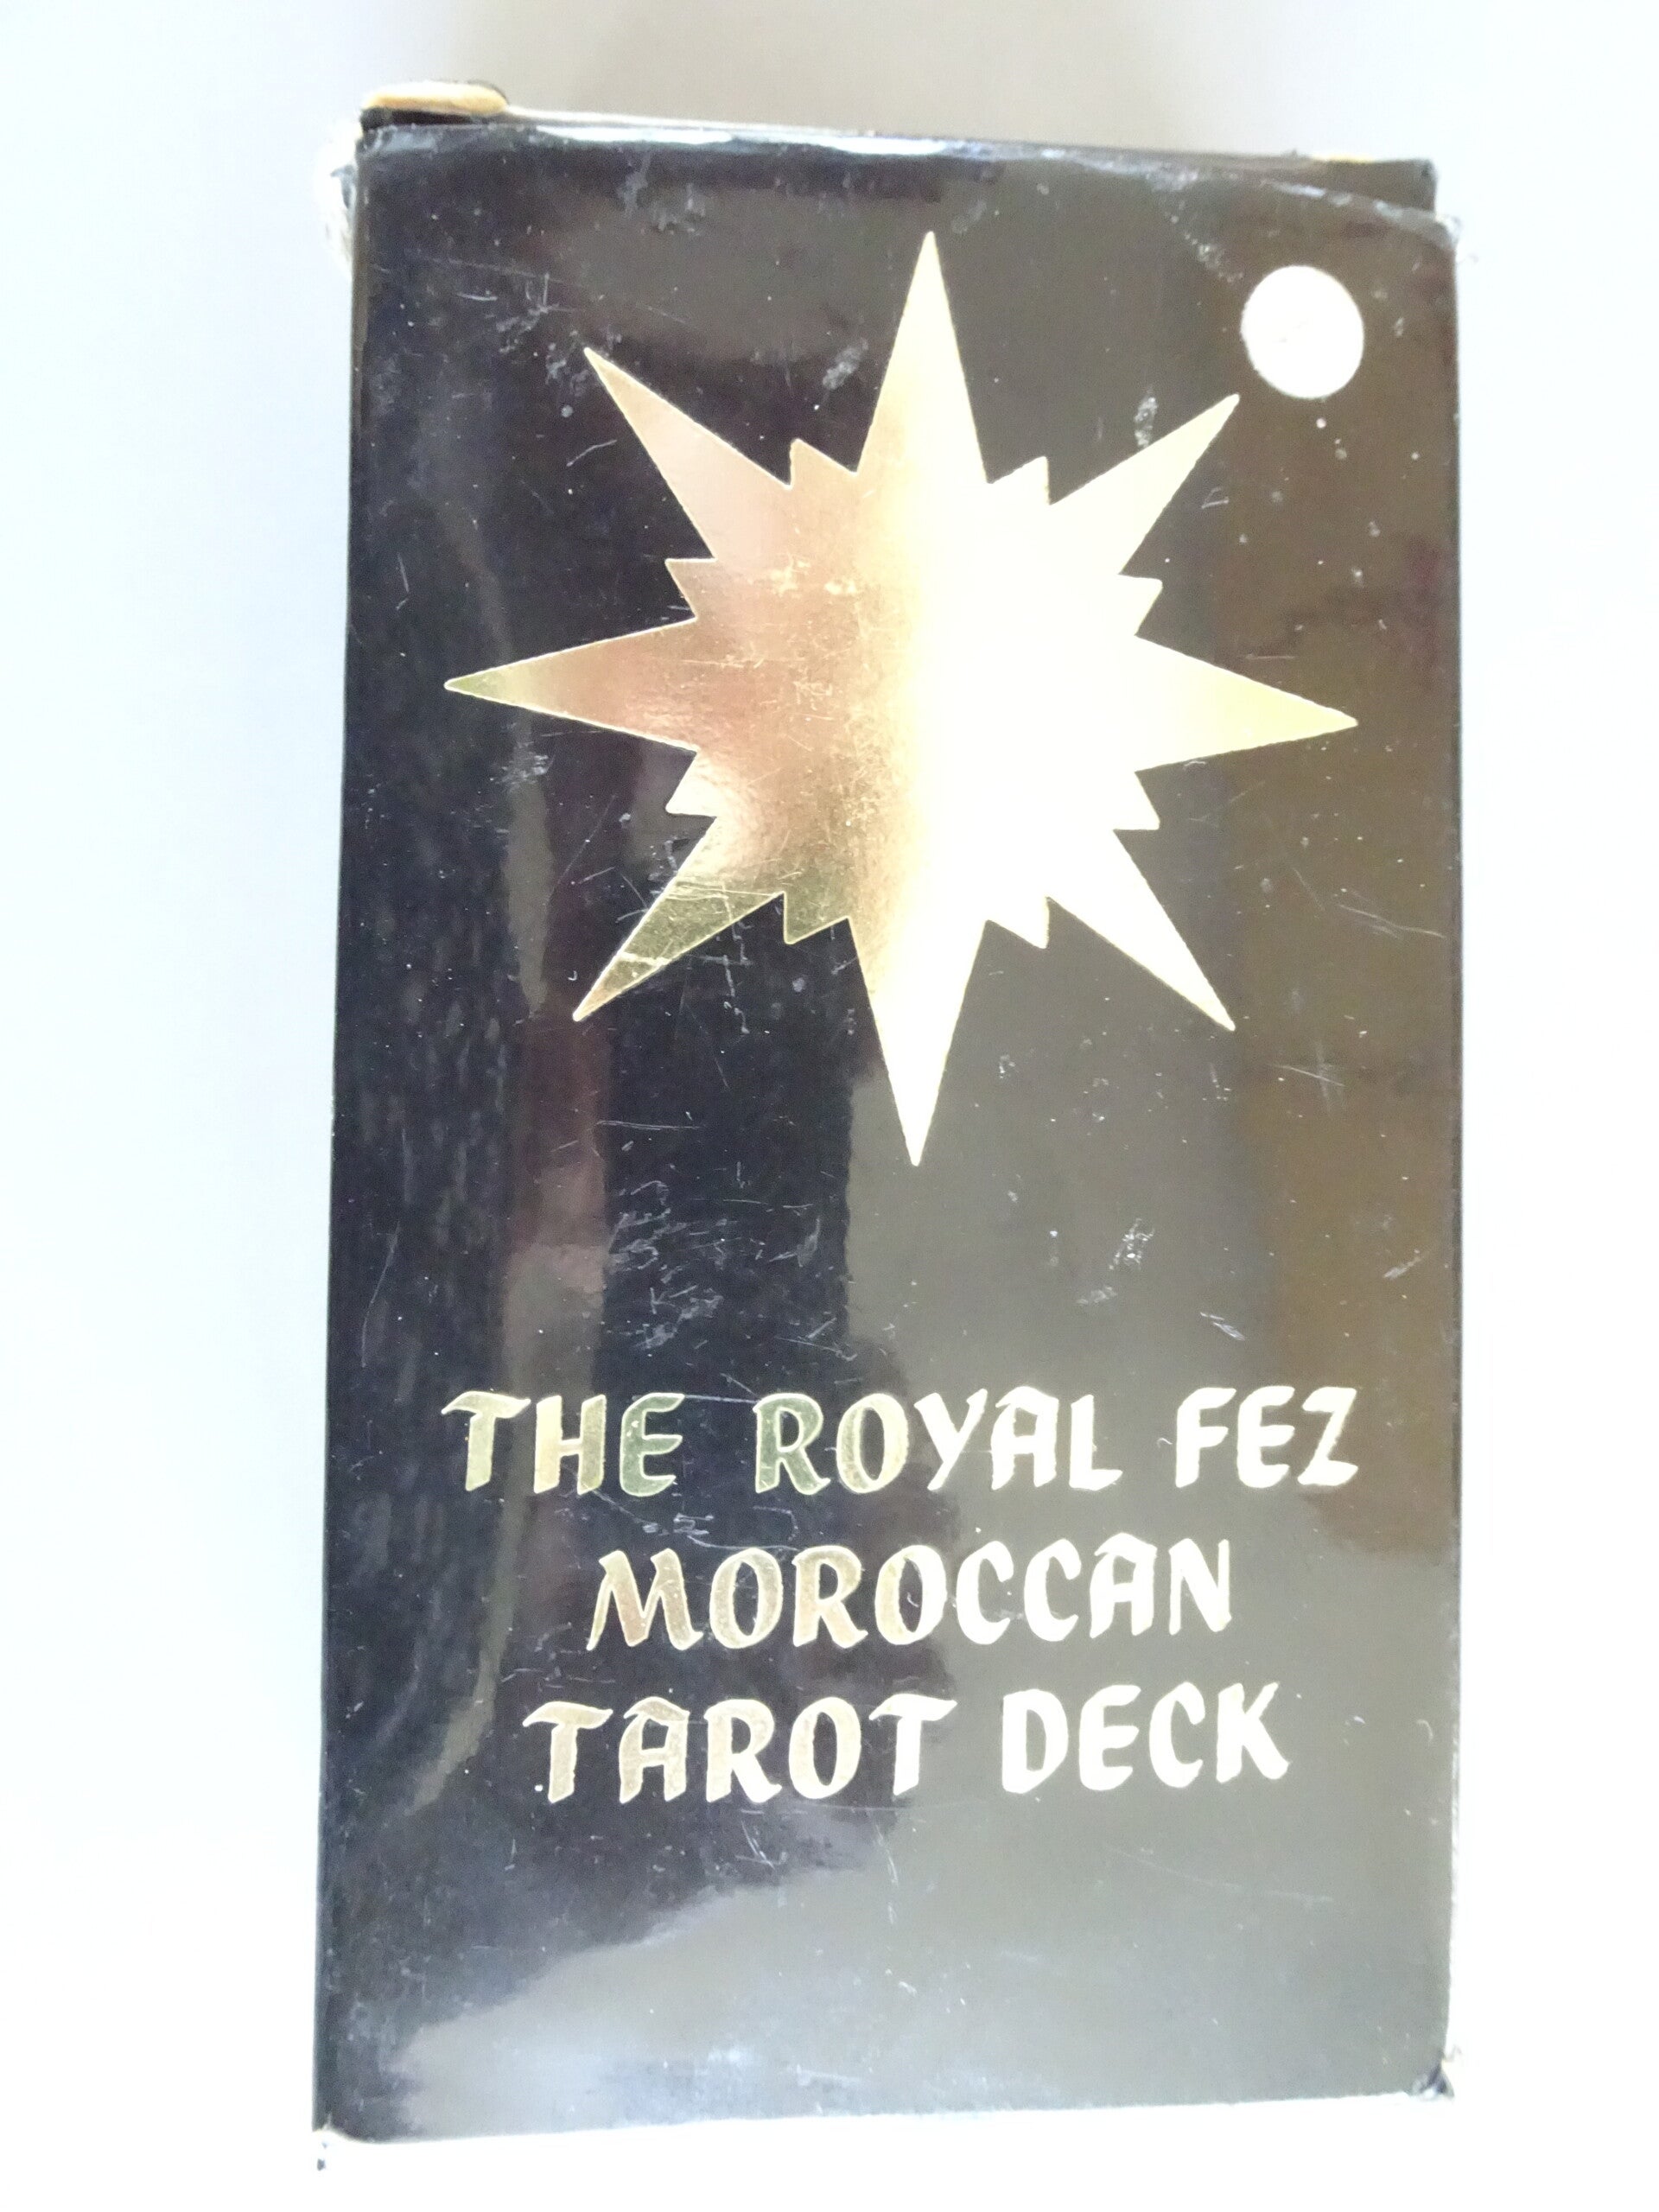 THE ROYAL FEZ
MOROCCAN
TAROT DECK